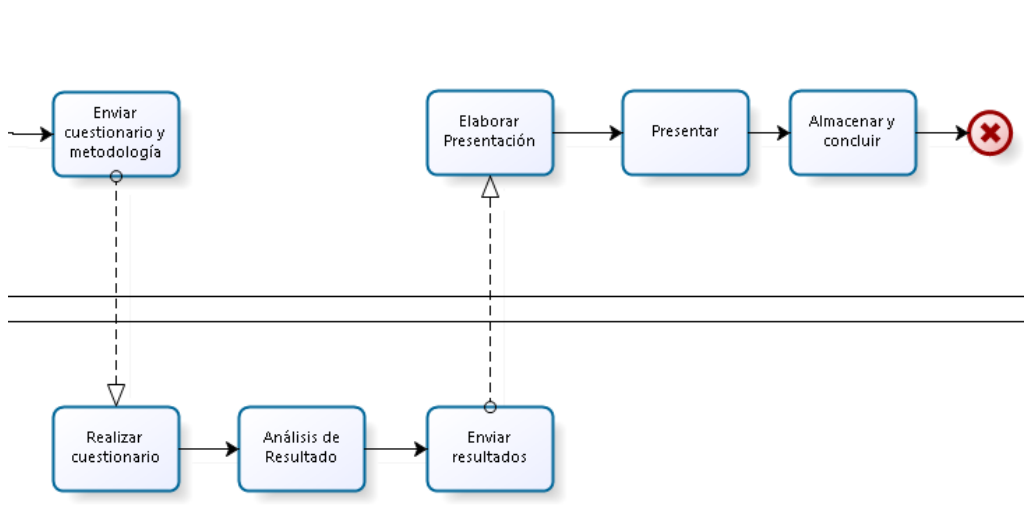 Enviar
cuestionario y
metodología
Elaborar
Presentación
Presentar
Almacenar y
concluir
Realizar
cuestionario
Análisis de
Resultado
Enviar
resultados